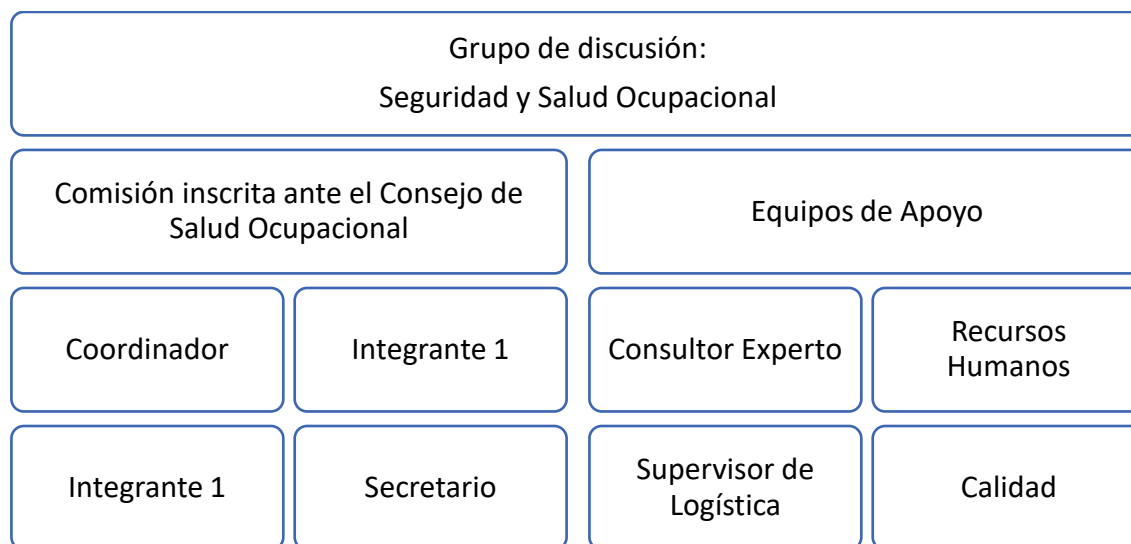 Grupo de discusión:
Seguridad y Salud Ocupacional
Comisión inscrita ante el Consejo de
Salud Ocupacional
Equipos de Apoyo
Coordinador
Integrante 1
Consultor Experto
Recursos
Humanos
Integrante 1
Secretario
Supervisor de
Logística
Calidad